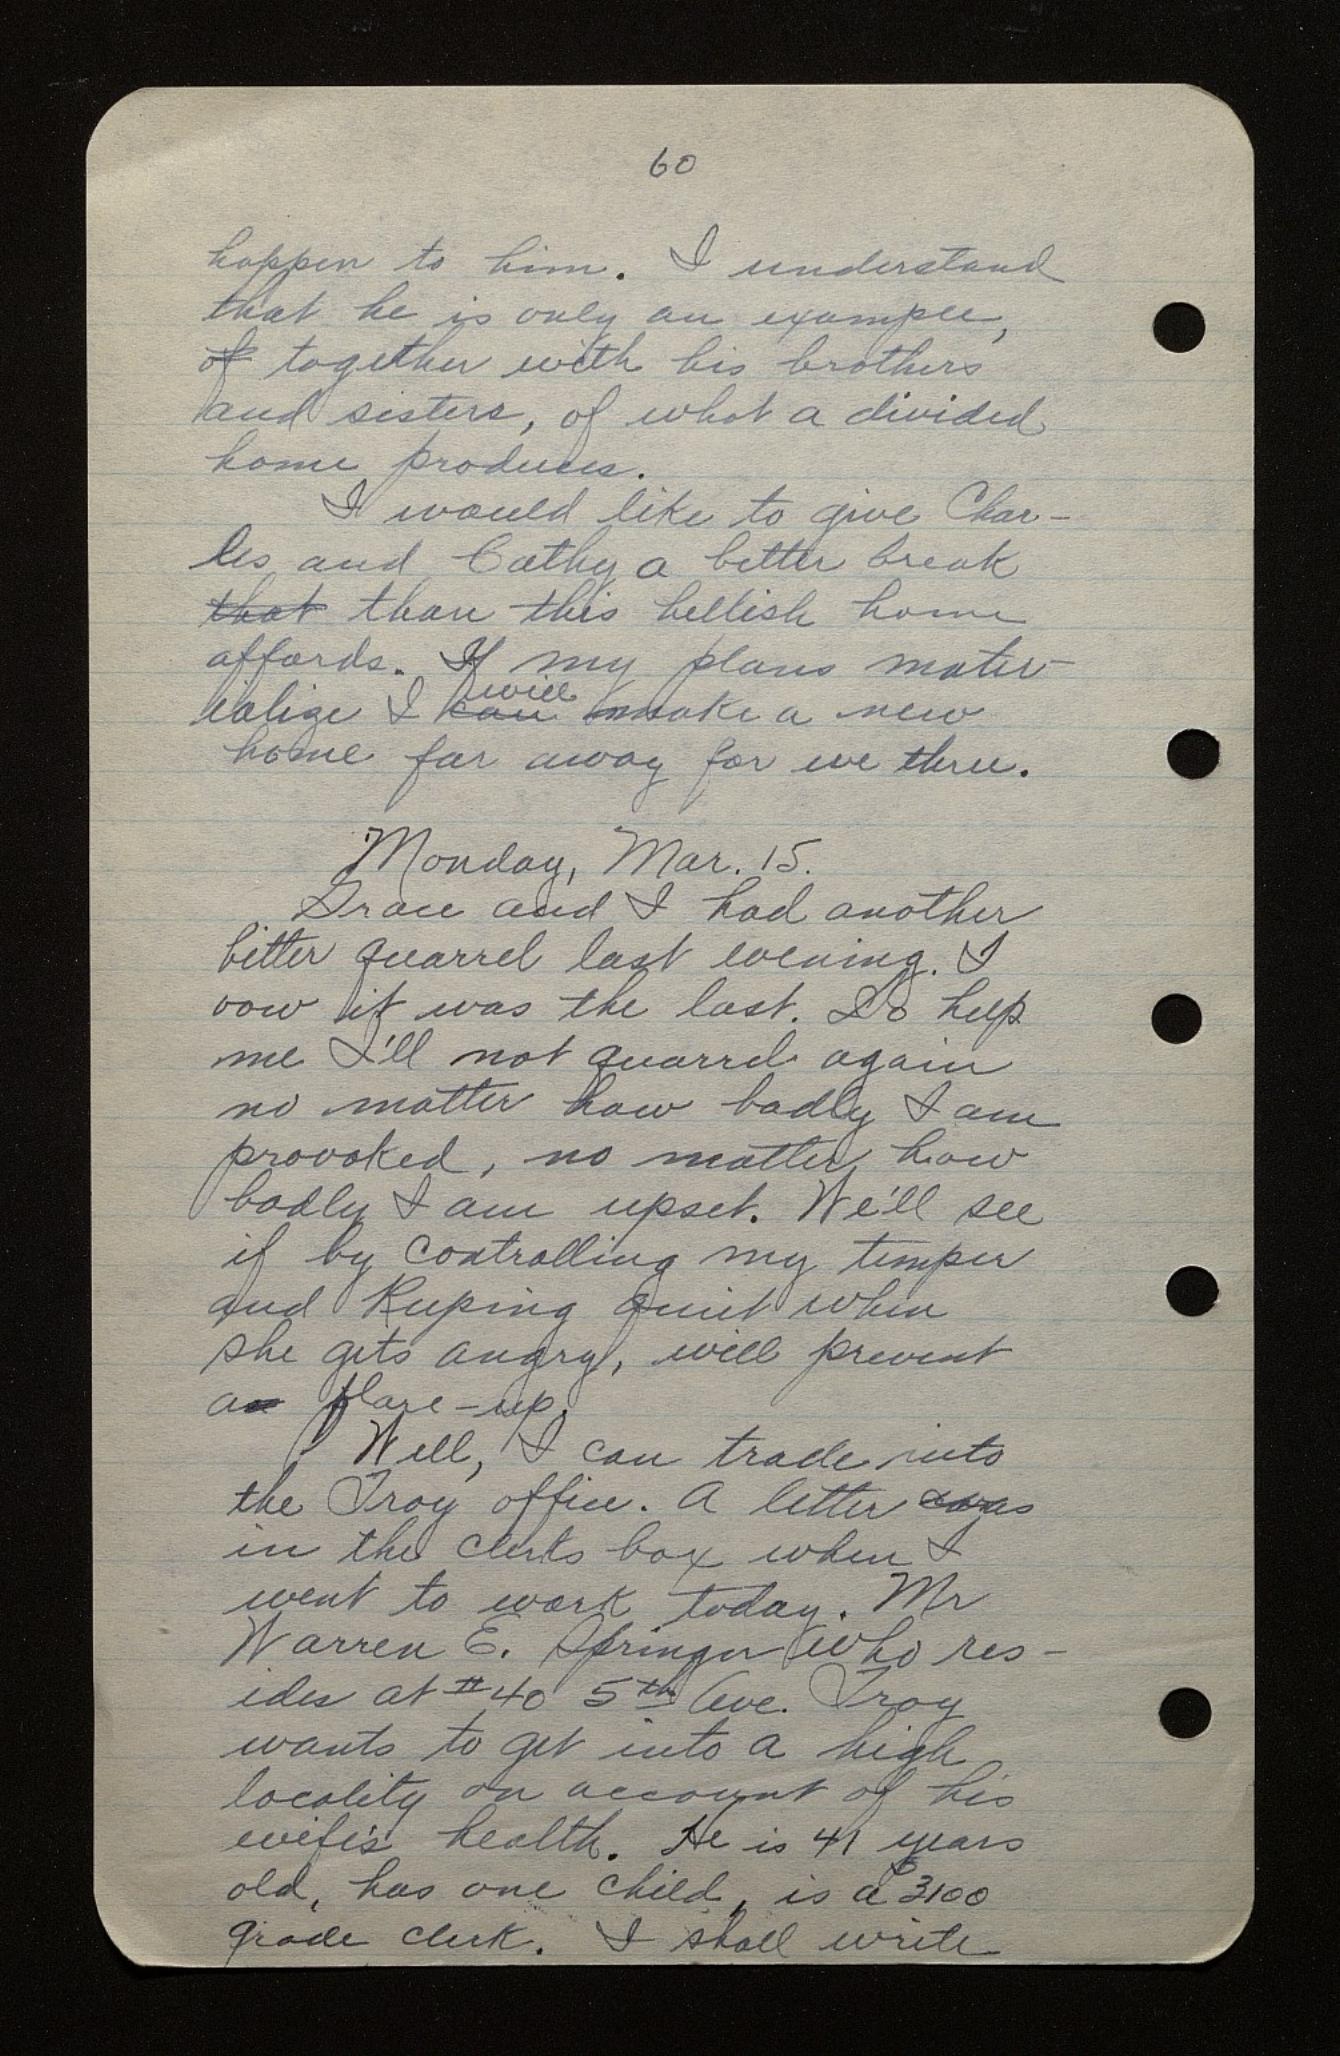 60
happen to him. I understand
that he is only an example,
of together with his brothers
and sisters, of what a divided
home produces.
I would like to give Char-
les and Cathy a better break
that than this hellish home
affords. If my plans mater-
will
ialize I can make a new
home far away for we three.
Monday, Mar. 15.
Grace and I had another
bitter quarrel last evening. I
vow it was the last. So help
me I'll not quarrel again
no matter how badly I am
provoked, no matter how
badly I am upset. We'll see
if by controlling my temper
and keeping quiet when
she gets angry, will prevent
a flare-up.
Well, I can trade into
the Troy office. A letter was
in the clerks box when I
went to work today. Mr
Warren E. Springer who res-
ides at #40 5th Ave. Troy
wants to get into a high
locality on account of his
wife's health. He is 41 years
old, has one child, is a $3100
grade clerk. I shall write